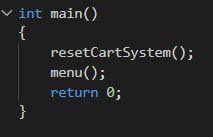 int main()
{
    resetCartSystem();
    menu();
    return 0;
}